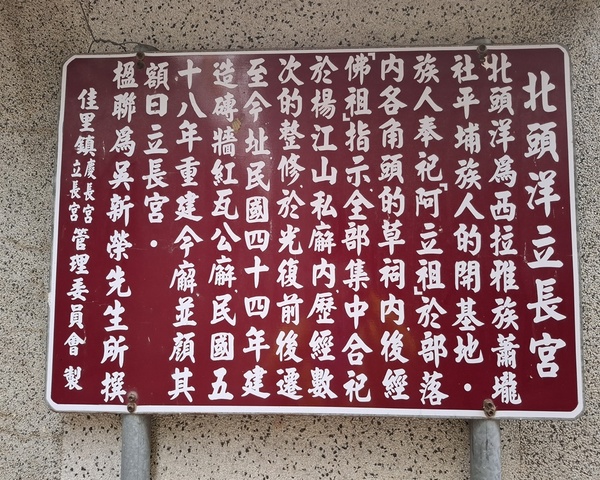 北頭洋立長宮
北頭洋為西拉雅族蕭壠
社平埔族人的開基地．
族人奉祀「阿立祖」於部落
內各角頭的草祠內後經
「佛祖」指示全部集中合祀
於楊江山私廨內歷經數
次的整修於光復前後遷
至今址民國四十四年建
造磚牆紅瓦公廨民國五
十八年重建今廨並顏其
額曰立長宮．
楹聯為吳新榮先生所撰
佳里鎮慶長宮立長宮管理委員會 製